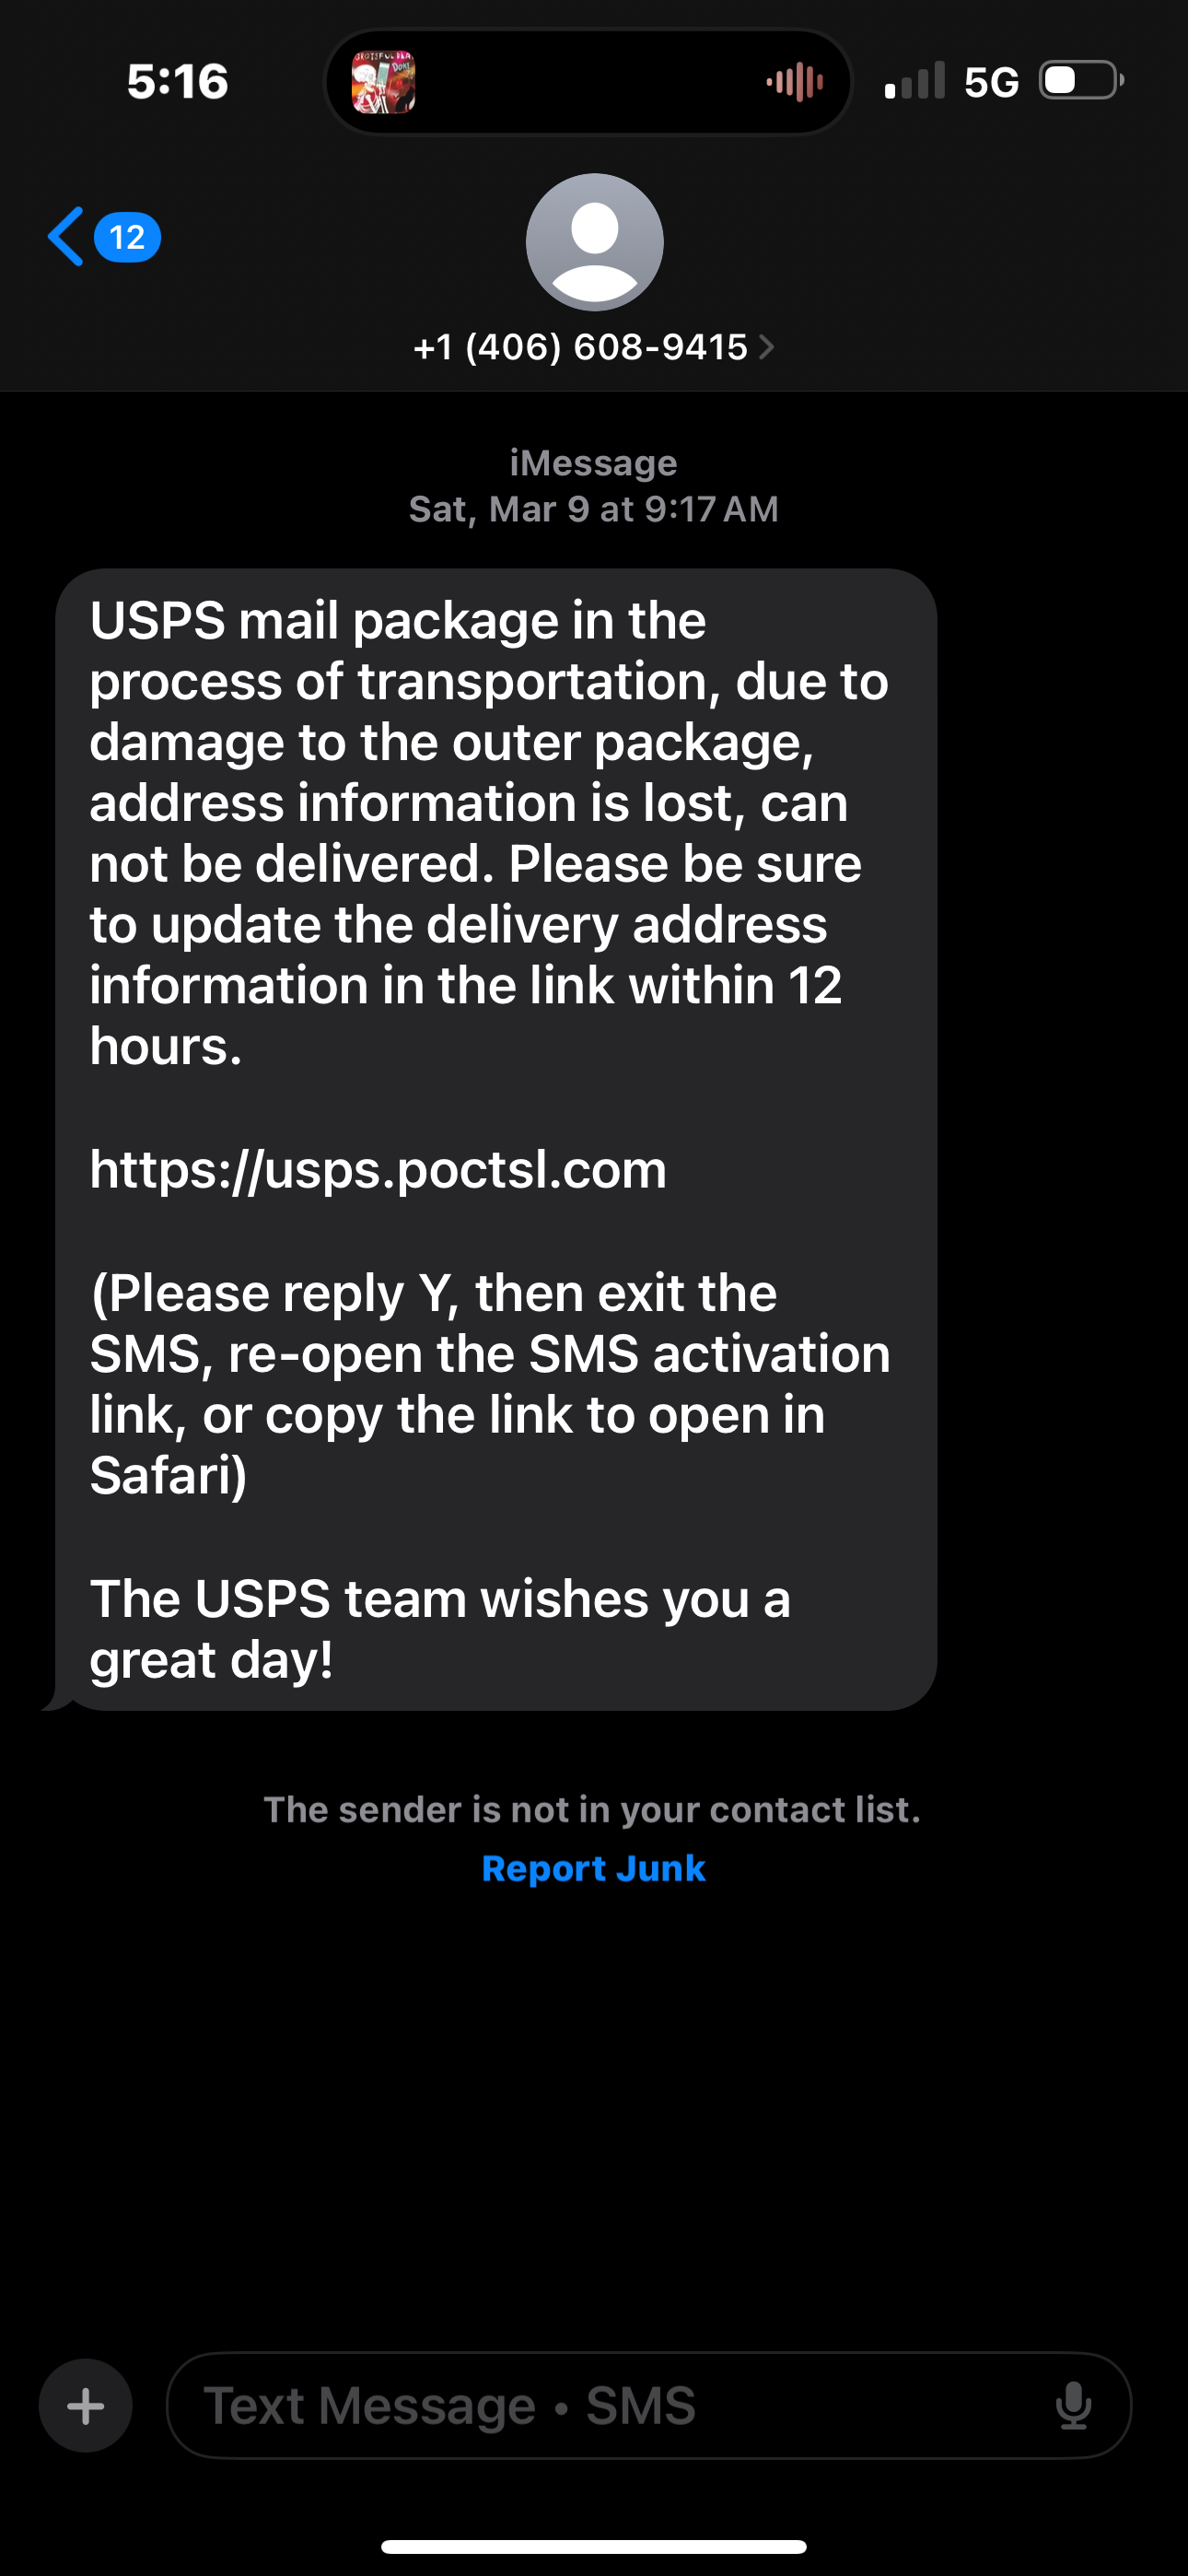 5:16
5G
12
+1 (406) 608-9415
iMessage
Sat, Mar 9 at 9:17 AM
USPS mail package in the
process of transportation, due to
damage to the outer package,
address information is lost, can
not be delivered. Please be sure
to update the delivery address
information in the link within 12
hours.
https://usps.poctsl.com
(Please reply Y, then exit the
SMS, re-open the SMS activation
link, or copy the link to open in
Safari)
The USPS team wishes you a
great day!
The sender is not in your contact list.
Report Junk
Text Message • SMS